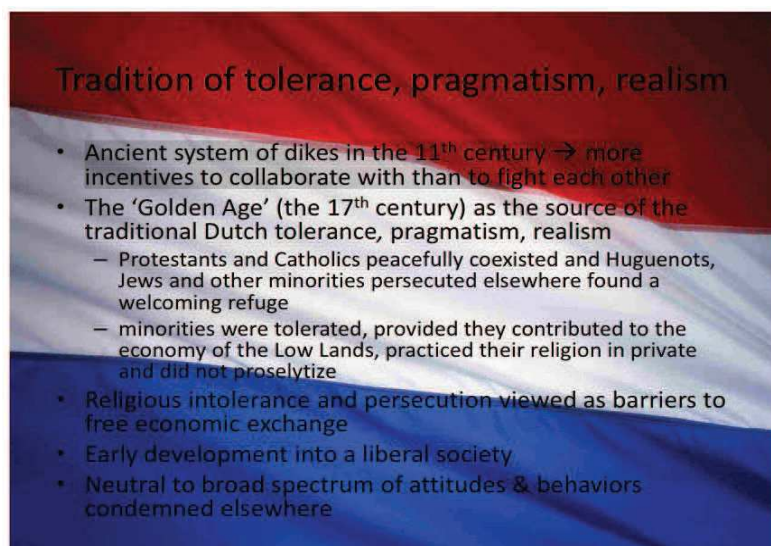 Tradition of tolerance, pragmatism, realism
• Ancient system of dikes in the 11th century → more
incentives to collaborate with than to fight each other
• The ‘Golden Age’ (the 17th century) as the source of the
traditional Dutch tolerance, pragmatism, realism
– Protestants and Catholics peacefully coexisted and Huguenots,
Jews and other minorities persecuted elsewhere found a
welcoming refuge
– minorities were tolerated, provided they contributed to the
economy of the Low Lands, practiced their religion in private
and did not proselytize
• Religious intolerance and persecution viewed as barriers to
free economic exchange
• Early development into a liberal society
• Neutral to broad spectrum of attitudes & behaviors
condemned elsewhere